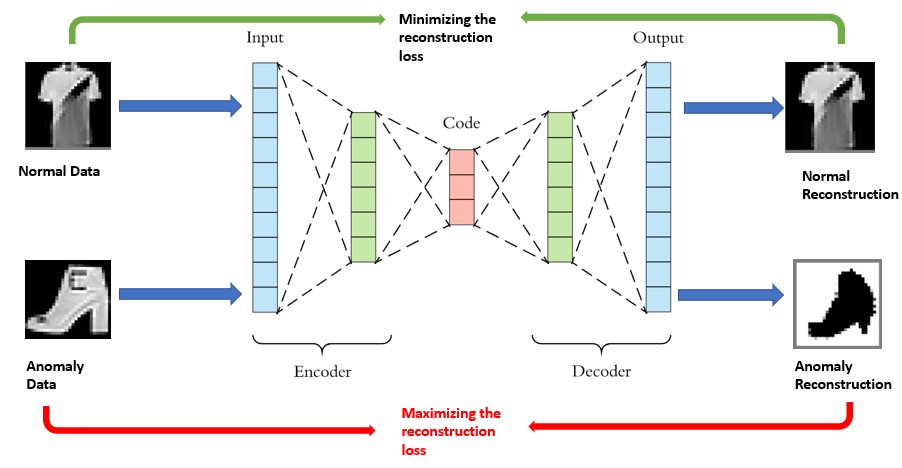 Minimizing the
reconstruction
loss
Input
Output
Normal Data
Code
Normal
Reconstruction
Anomaly
Data
Encoder
Decoder
Anomaly
Reconstruction
Maximizing the
reconstruction
loss